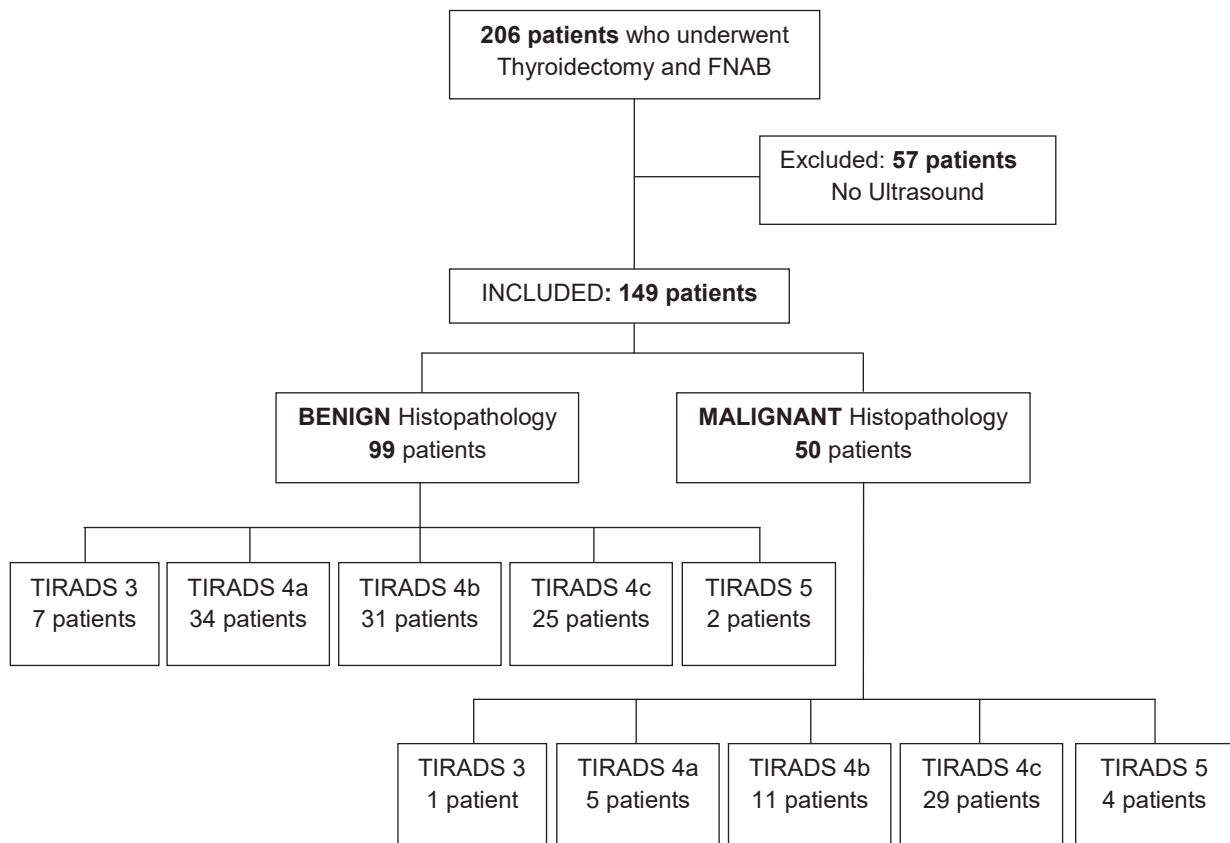 206 patients who underwent
Thyroidectomy and FNAB
Excluded: 57 patients
No Ultrasound
INCLUDED: 149 patients
BENIGN Histopathology
99 patients
MALIGNANT Histopathology
50 patients
TIRADS 3
7 patients
TIRADS 4a
34 patients
TIRADS 4b
31 patients
TIRADS 4c
25 patients
TIRADS 5
2 patients
TIRADS 3
1 patient
TIRADS 4a
5 patients
TIRADS 4b
11 patients
TIRADS 4c
29 patients
TIRADS 5
4 patients